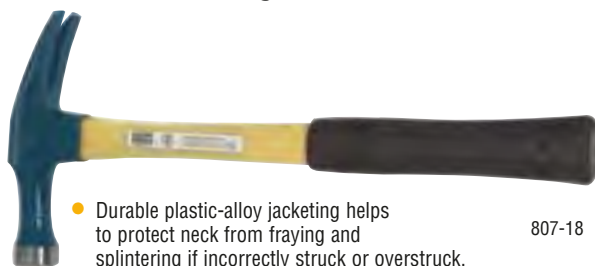 ● Durable plastic-alloy jacketing helps
to protect neck from fraying and
splintering if incorrectly struck or overstruck.
807-18